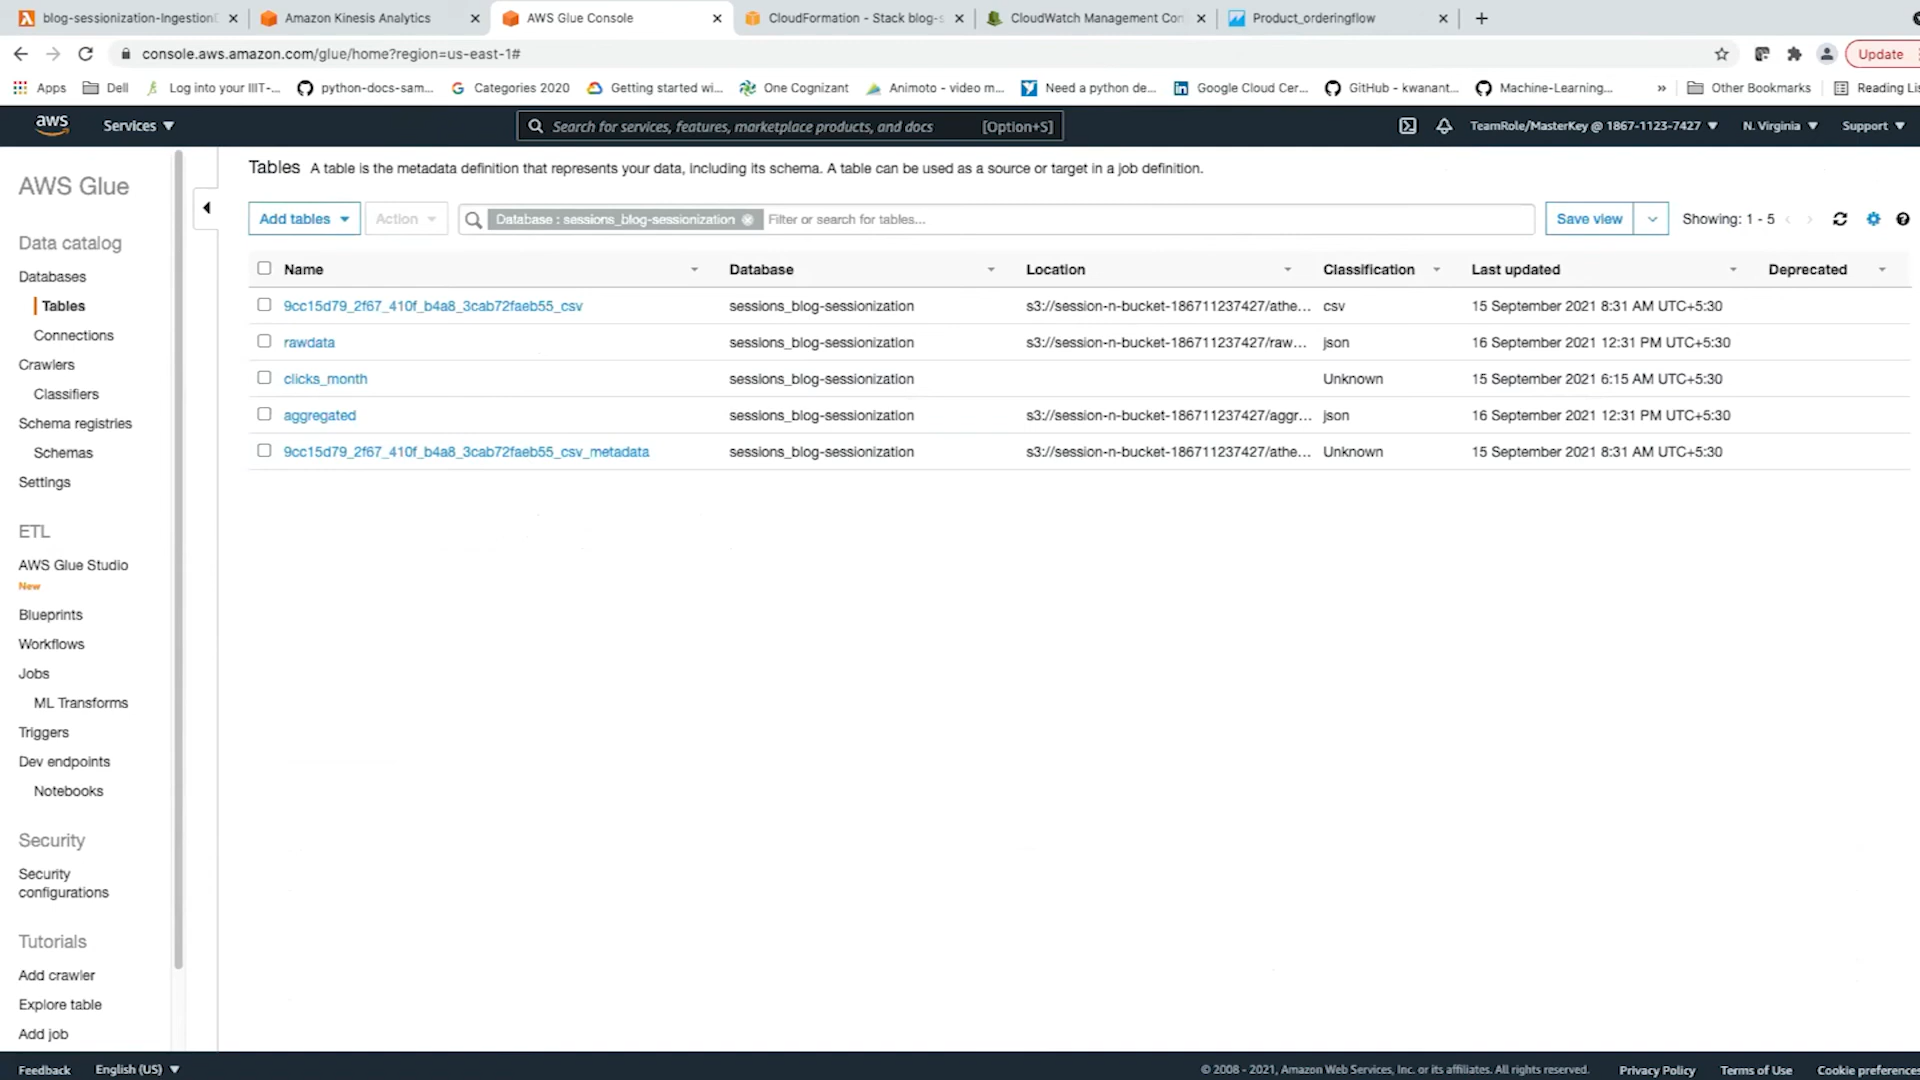 blog-sessionization-Ingestion
Amazon Kinesis Analytics
AWS Glue Console
CloudFormation - Stack blog-s
CloudWatch Management Con
Product_orderingflow
console.aws.amazon.com/glue/home?region=us-east-1#
Update
Apps
Dell
Log into your IIIT-...
python-docs-sam...
Categories 2020
Getting started wi...
One Cognizant
Animoto - video m...
Need a python de...
Google Cloud Cer...
GitHub - kwanant...
Machine-Learning...
»
Other Bookmarks
Reading Lis
aws
Services
Search for services, features, marketplace products, and docs
[Option+S]
TeamRole/MasterKey @ 1867-1123-7427
N. Virginia
Support
AWS Glue
Data catalog
Databases
Tables
Connections
Crawlers
Classifiers
Schema registries
Schemas
Settings
ETL
AWS Glue Studio
New
Blueprints
Workflows
Jobs
ML Transforms
Triggers
Dev endpoints
Notebooks
Security
Security
configurations
Tutorials
Add crawler
Explore table
Add job
Tables A table is the metadata definition that represents your data, including its schema. A table can be used as a source or target in a job definition.
Add tables
Action
Database : sessions_blog-sessionization
Filter or search for tables...
Save view
Showing: 1 - 5
Name Database Location Classification Last updated Deprecated
9cc15d79_2f67_410f_b4a8_3cab72faeb55_csv sessions_blog-sessionization s3://session-n-bucket-186711237427/athe... csv 15 September 2021 8:31 AM UTC+5:30
rawdata sessions_blog-sessionization s3://session-n-bucket-186711237427/raw... json 16 September 2021 12:31 PM UTC+5:30
clicks_month sessions_blog-sessionization Unknown 15 September 2021 6:15 AM UTC+5:30
aggregated sessions_blog-sessionization s3://session-n-bucket-186711237427/aggr... json 16 September 2021 12:31 PM UTC+5:30
9cc15d79_2f67_410f_b4a8_3cab72faeb55_csv_metadata sessions_blog-sessionization s3://session-n-bucket-186711237427/athe... Unknown 15 September 2021 8:31 AM UTC+5:30
Feedback
English (US)
© 2008 - 2021, Amazon Web Services, Inc. or its affiliates. All rights reserved.
Privacy Policy
Terms of Use
Cookie preferences